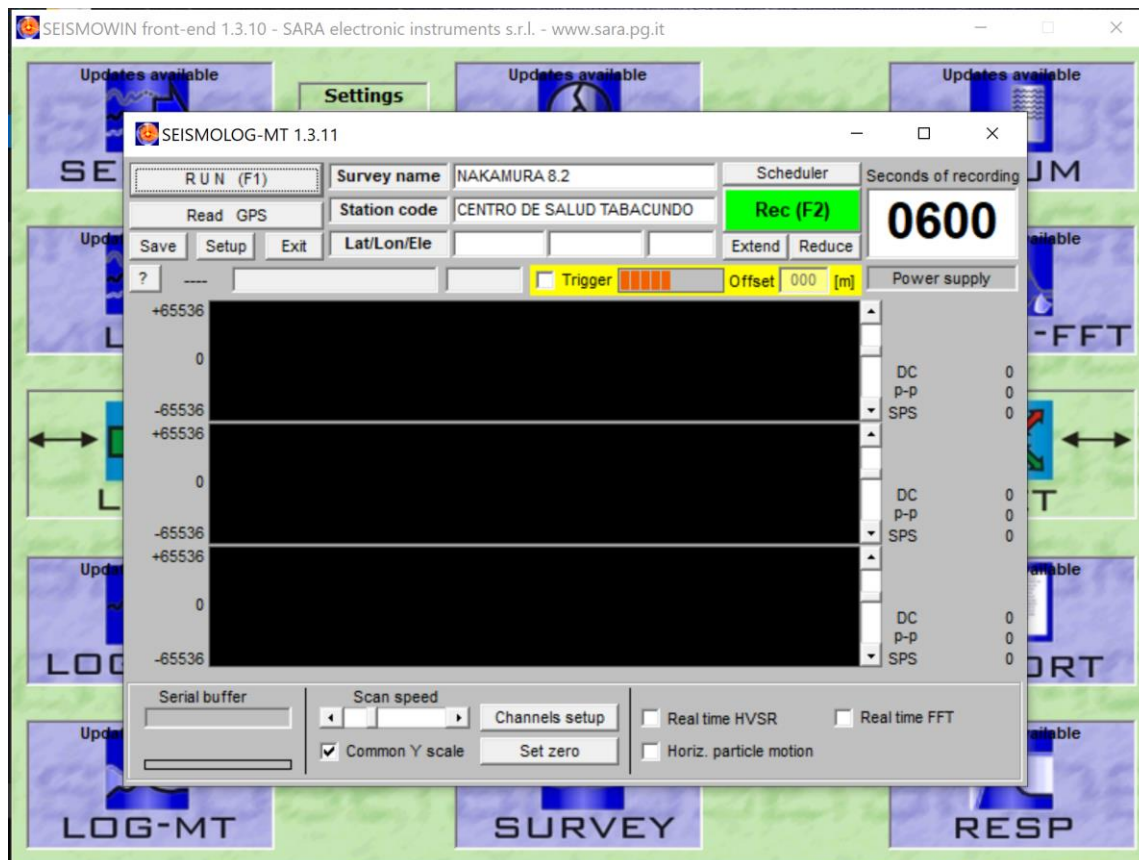 SEISMOWIN front-end 1.3.10 - SARA electronic instruments s.r.l. - www.sara.pg.it
Updates available
Settings
Updates available
Updates available
SEISMOLOG-MT 1.3.11
RUN (F1)
Survey name
NAKAMURA 8.2
Scheduler
Seconds of recording
Read GPS
Station code
CENTRO DE SALUD TABACUNDO
Rec (F2)
0600
Save
Setup
Exit
Lat/Lon/Ele
Extend
Reduce
?
----
Trigger
Offset
000
[m]
Power supply
+65536
0
-65536
DC 0
p-p 0
SPS 0
+65536
0
-65536
DC 0
p-p 0
SPS 0
+65536
0
-65536
DC 0
p-p 0
SPS 0
Serial buffer
Scan speed
Channels setup
Real time HVSR
Real time FFT
Common Y scale
Set zero
Horiz. particle motion
SE
UM
-FFT
L
T
LOG
ORT
LOG-MT
SURVEY
RESP